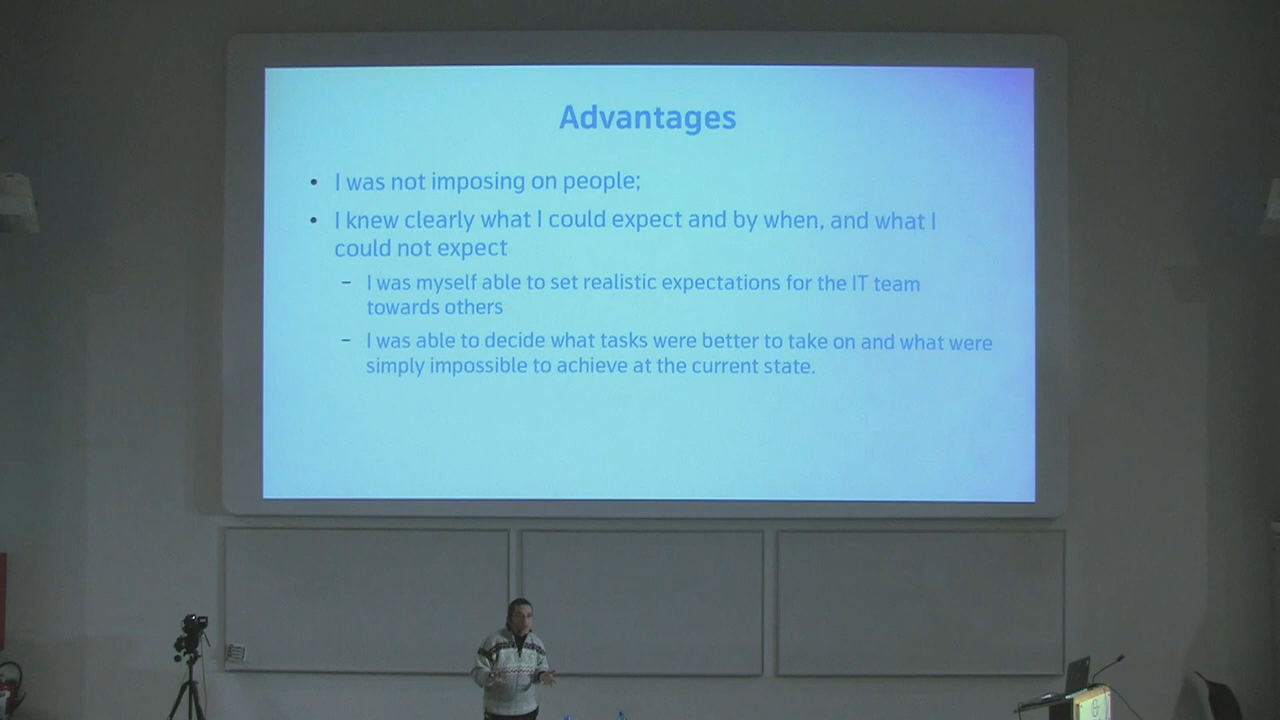 Advantages
• I was not imposing on people;
• I knew clearly what I could expect and by when, and what I
could not expect
– I was myself able to set realistic expectations for the IT team
towards others
– I was able to decide what tasks were better to take on and what were
simply impossible to achieve at the current state.